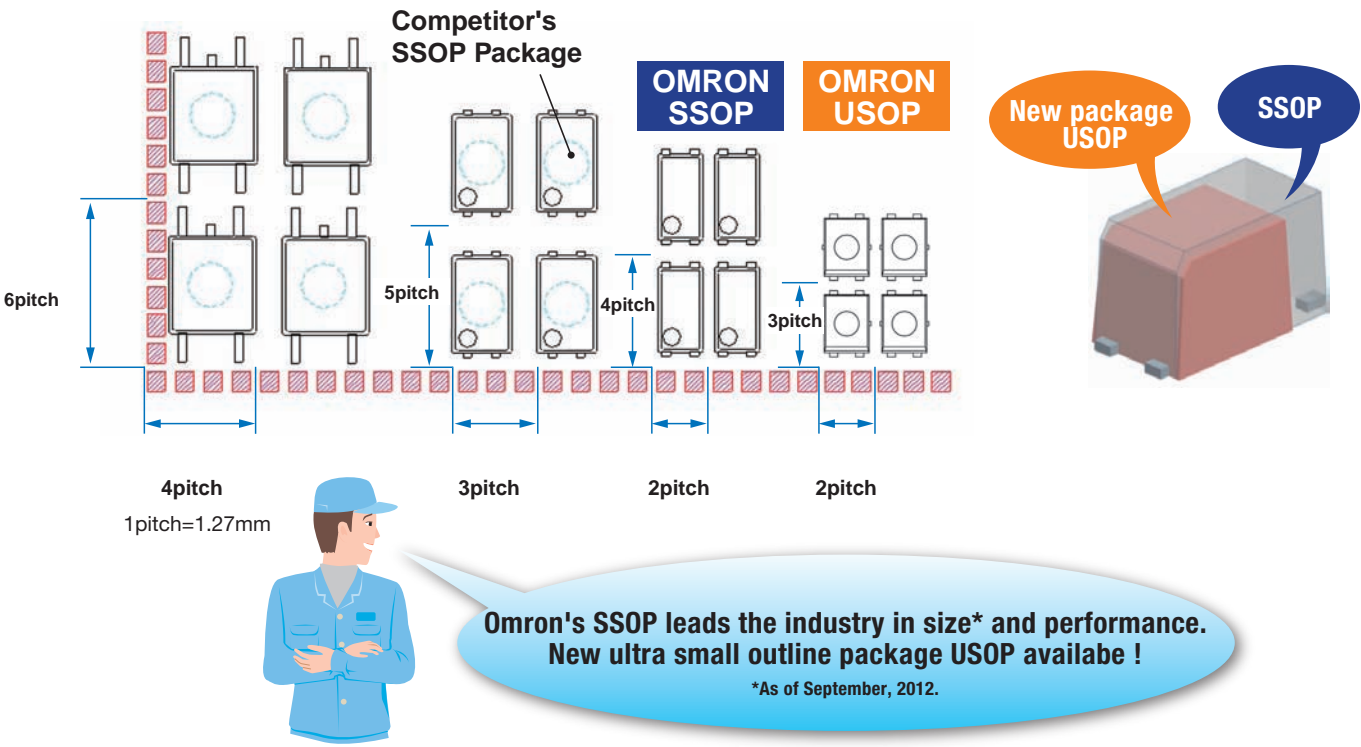 Competitor's
SSOP Package
OMRON
SSOP
OMRON
USOP
New package
USOP
SSOP
6pitch
5pitch
4pitch
3pitch
4pitch
3pitch
2pitch
2pitch
1pitch=1.27mm
Omron's SSOP leads the industry in size* and performance.
New ultra small outline package USOP availabe !
*As of September, 2012.